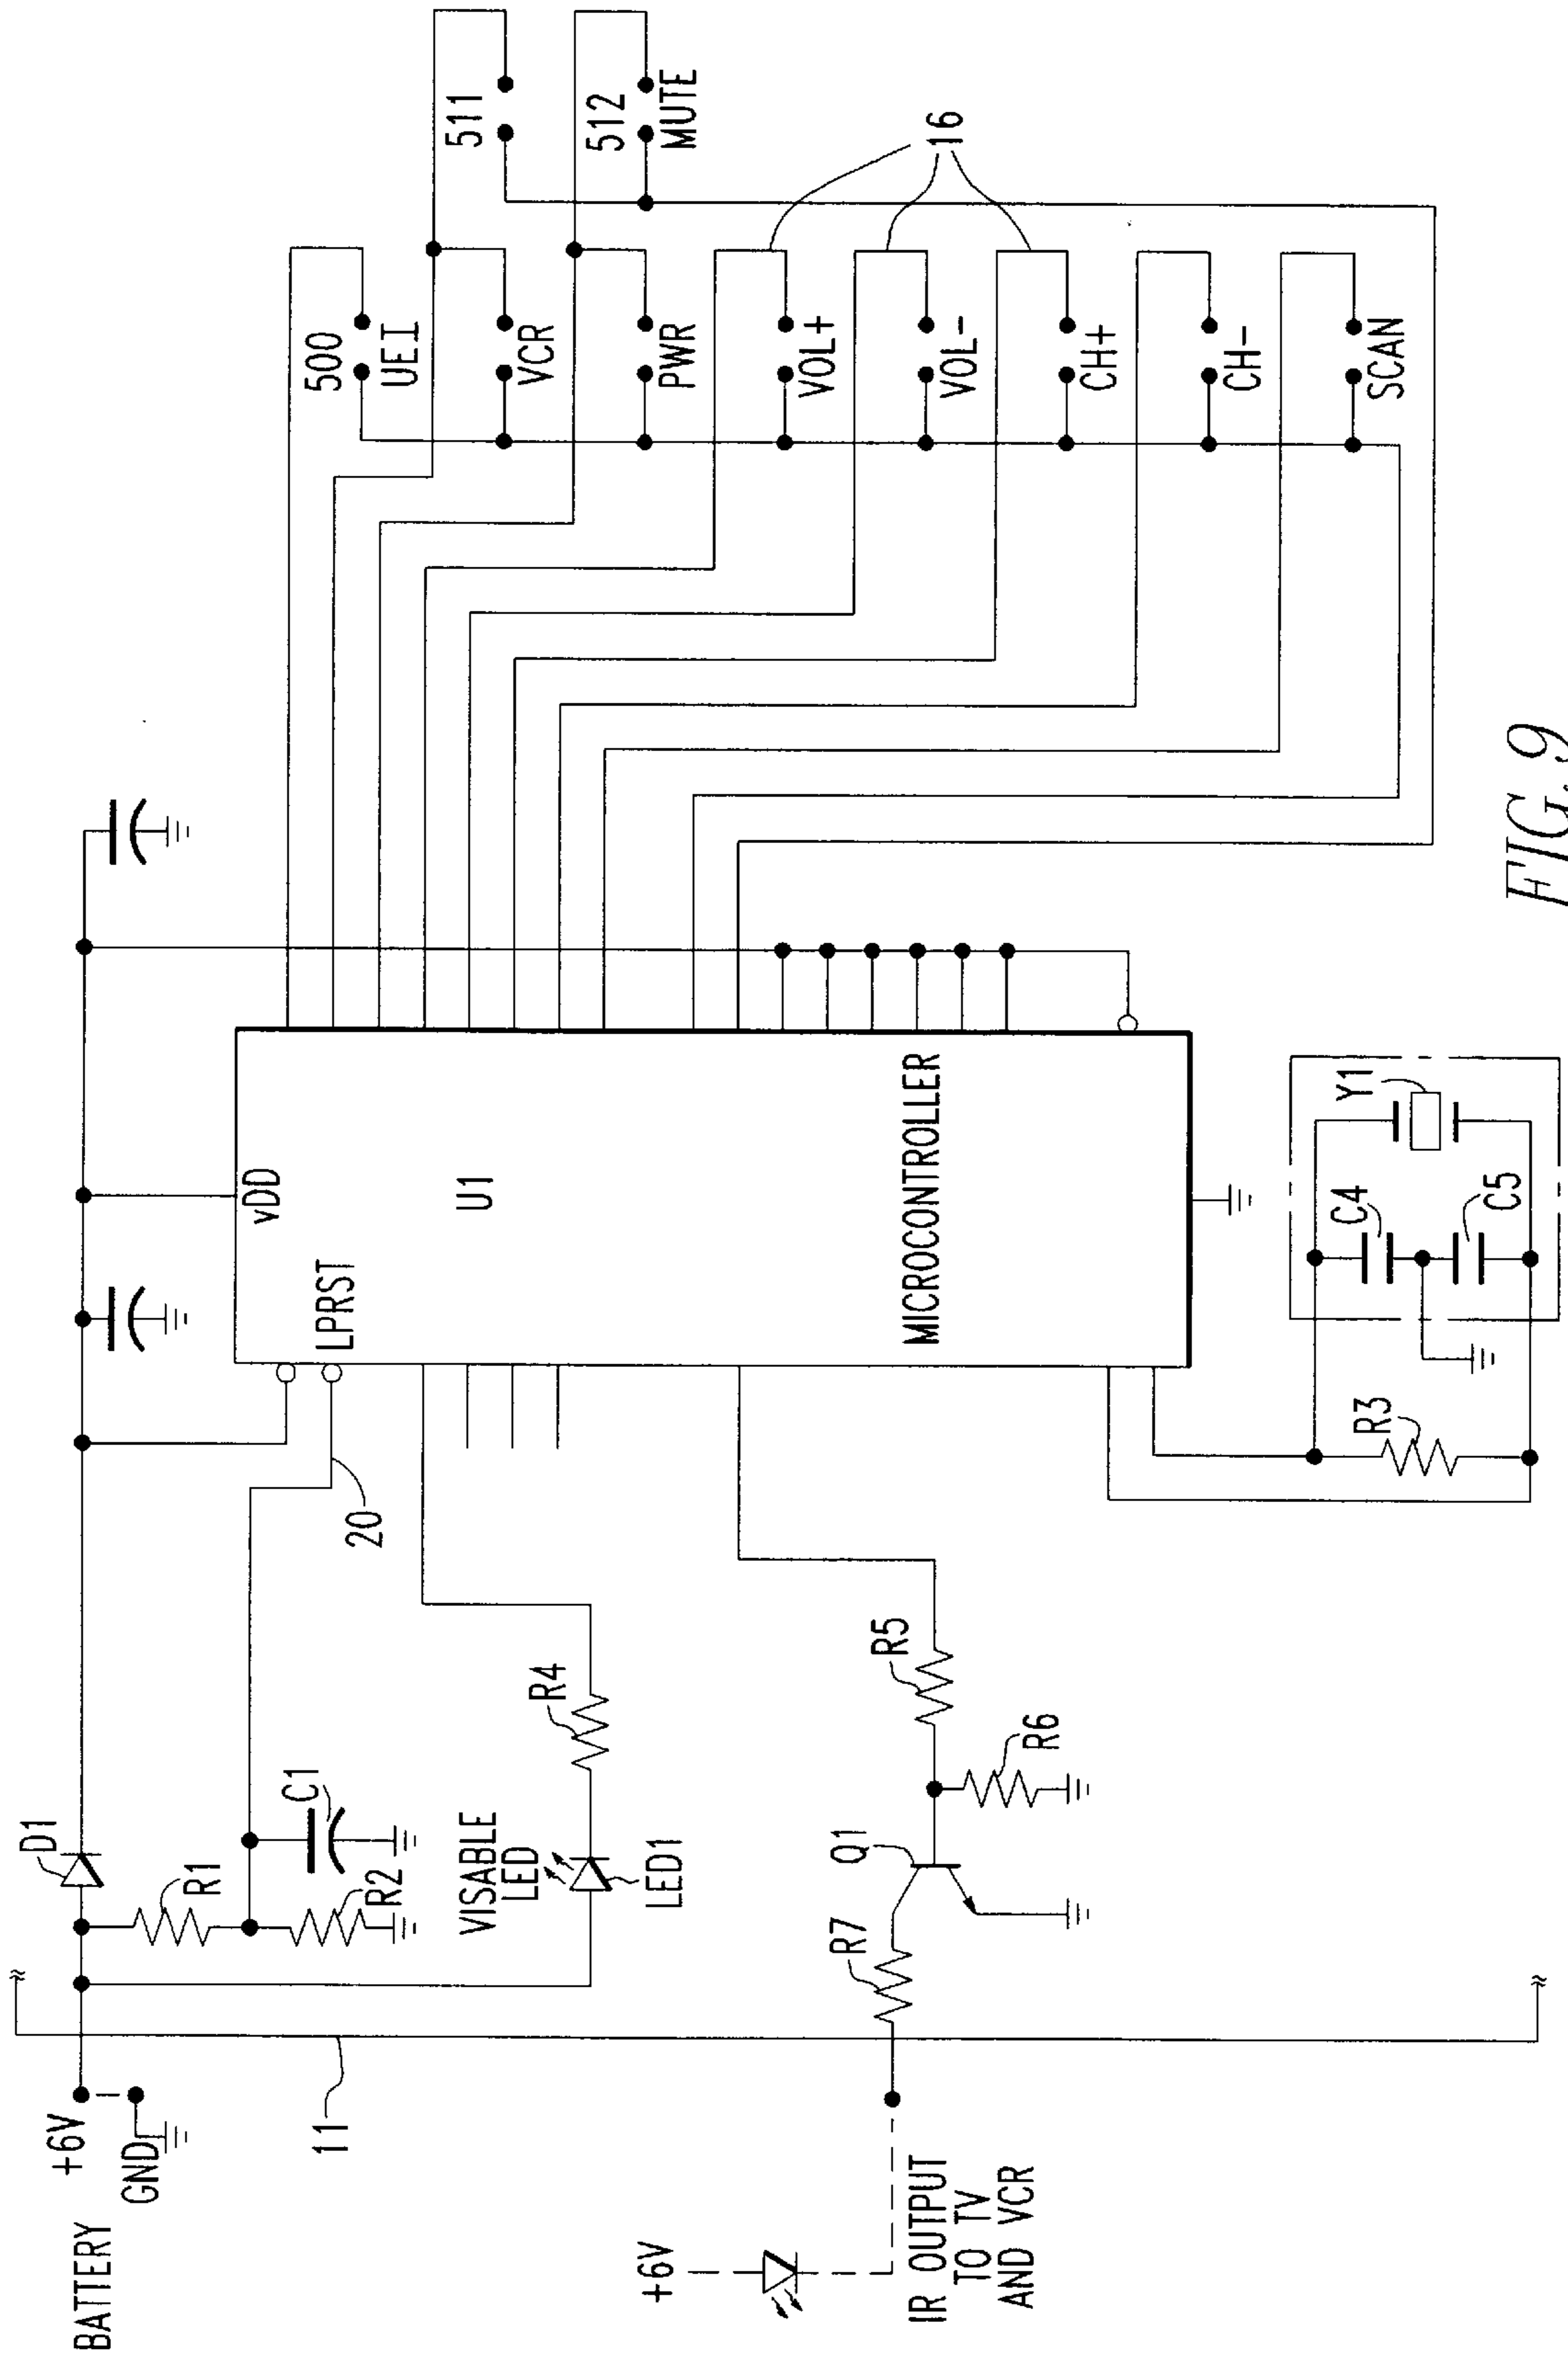 BATTERY
+6V
GND
11
D1
R1
R2
C1
20
VISABLE
LED
LED1
R4
+6V
IR OUTPUT
TO TV
AND VCR
R7
Q1
R5
R6
vDD
LPRST
U1
MICROCONTROLLER
R3
C4
C5
Y1
500
UEI
VCR
PWR
VOL+
VOL-
CH+
CH-
SCAN
511
512
MUTE
16
FIG. 9